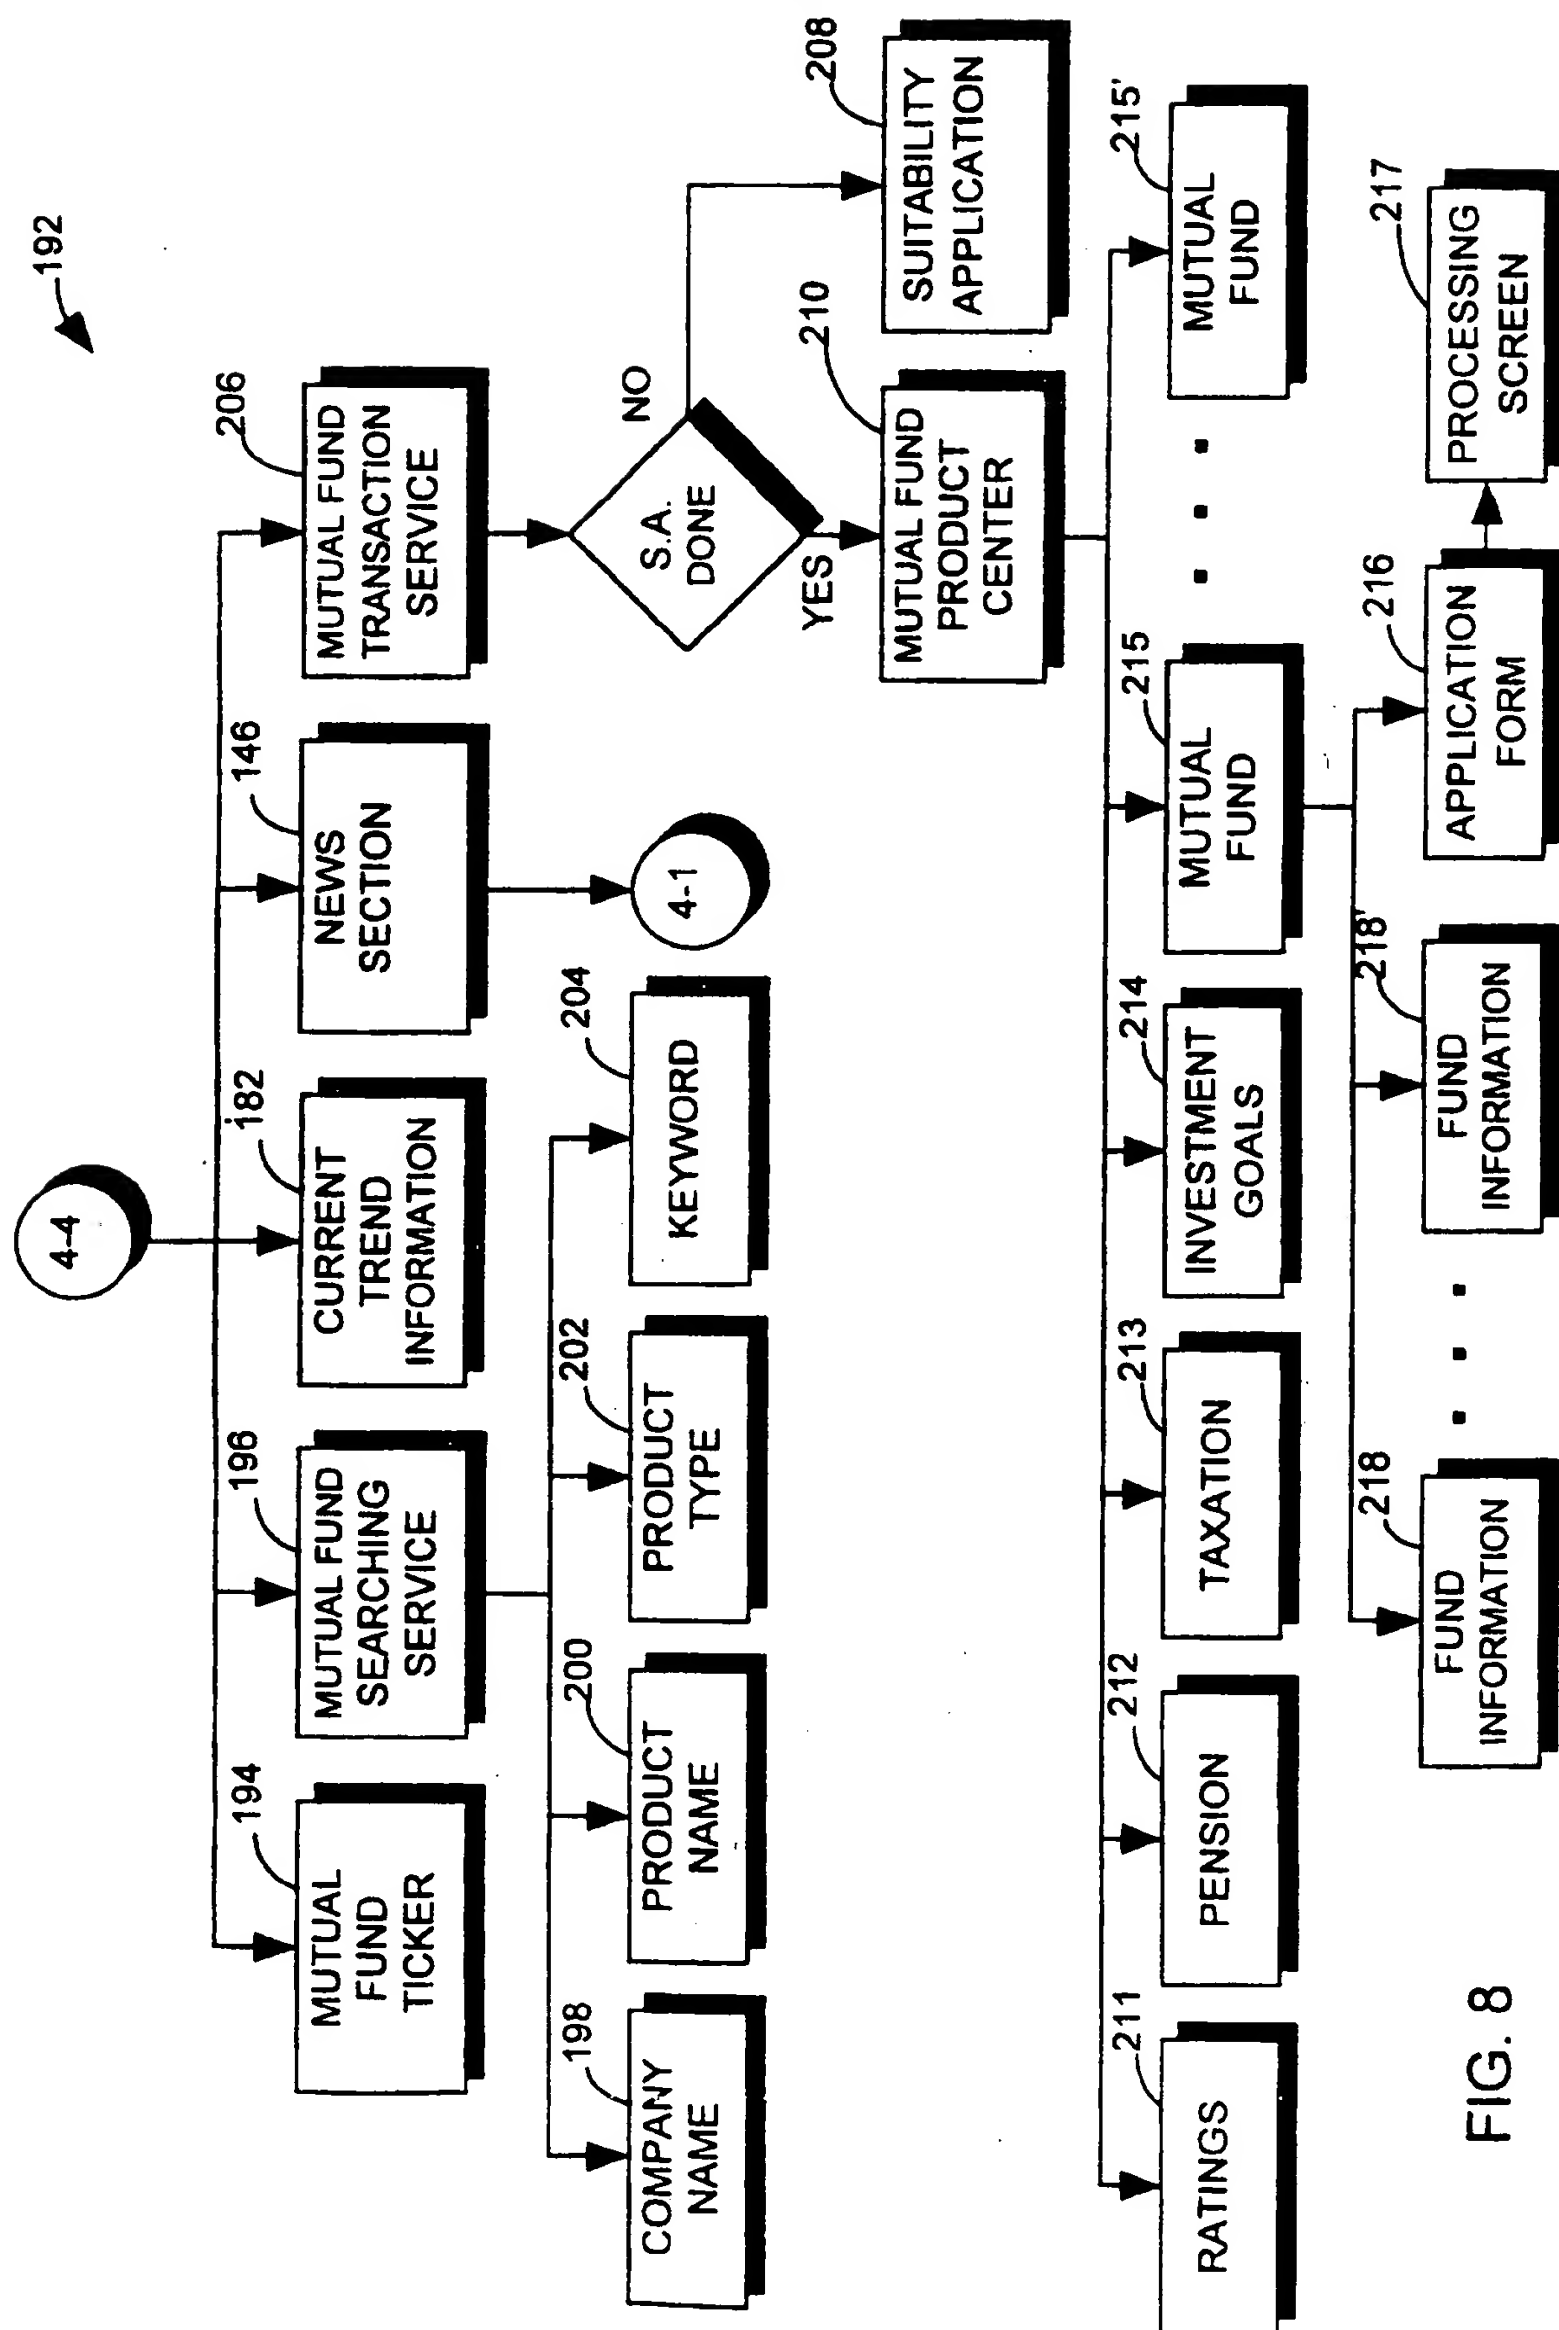 192
4-4
194
MUTUAL
FUND
TICKER
196
MUTUAL FUND
SEARCHING
SERVICE
182
CURRENT
TREND
INFORMATION
146
NEWS
SECTION
206
MUTUAL FUND
TRANSACTION
SERVICE
198
COMPANY
NAME
200
PRODUCT
NAME
202
PRODUCT
TYPE
204
KEYWORD
4-1
S.A.
DONE
NO
YES
208
SUITABILITY
APPLICATION
210
MUTUAL FUND
PRODUCT
CENTER
211
RATINGS
212
PENSION
213
TAXATION
214
INVESTMENT
GOALS
215
MUTUAL
FUND
215'
MUTUAL
FUND
218
FUND
INFORMATION
218'
FUND
INFORMATION
216
APPLICATION
FORM
217
PROCESSING
SCREEN
FIG. 8